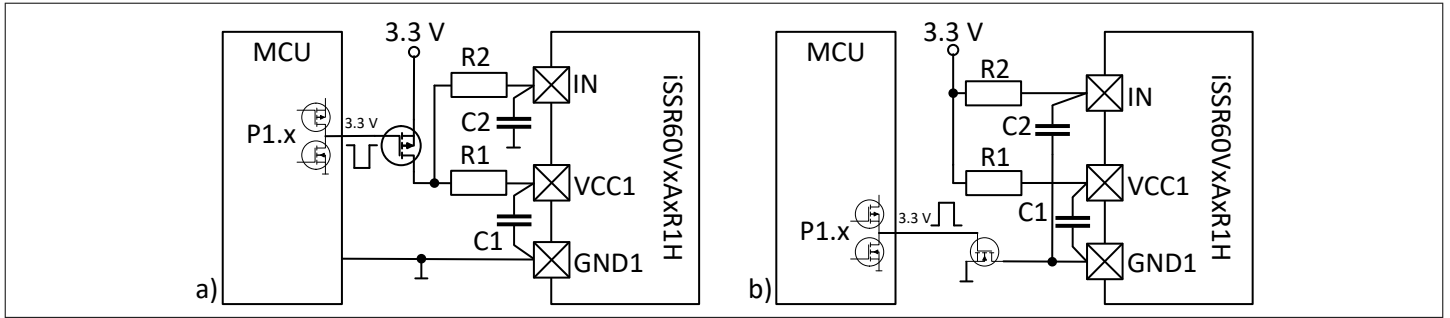 3.3 V
MCU
R2
IN
C2
P1.x
3.3 V
R1
VCC1
C1
GND1
iSSR60VxAxR1H
a)
3.3 V
MCU
R2
IN
C2
R1
VCC1
C1
P1.x
3.3 V
GND1
iSSR60VxAxR1H
b)